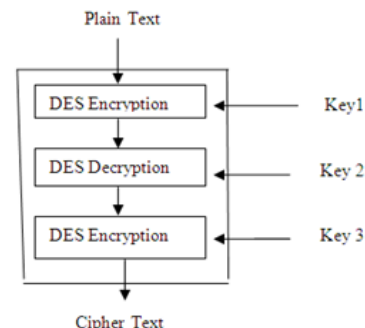 Plain Text
DES Encryption
Key1
DES Decryption
Key 2
DES Encryption
Key 3
Cipher Text